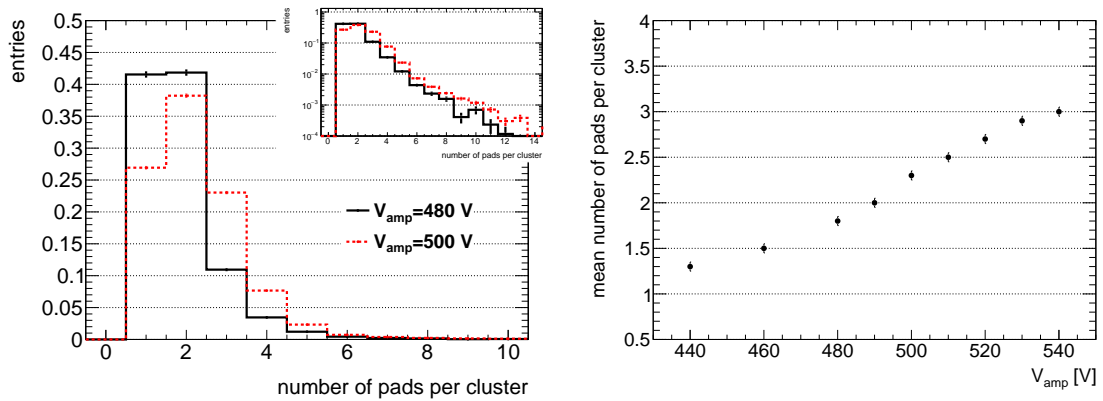 entries
0.5
0.45
0.4
0.35
0.3
0.25
0.2
0.15
0.1
0.05
0
0 2 4 6 8 10
number of pads per cluster
V_amp=480 V
V_amp=500 V
entries
1
10^-1
10^-2
10^-3
10^-4
0 2 4 6 8 10 12 14
number of pads per cluster
mean number of pads per cluster
4
3.5
3
2.5
2
1.5
1
0.5
440 460 480 500 520 540
V_amp [V]